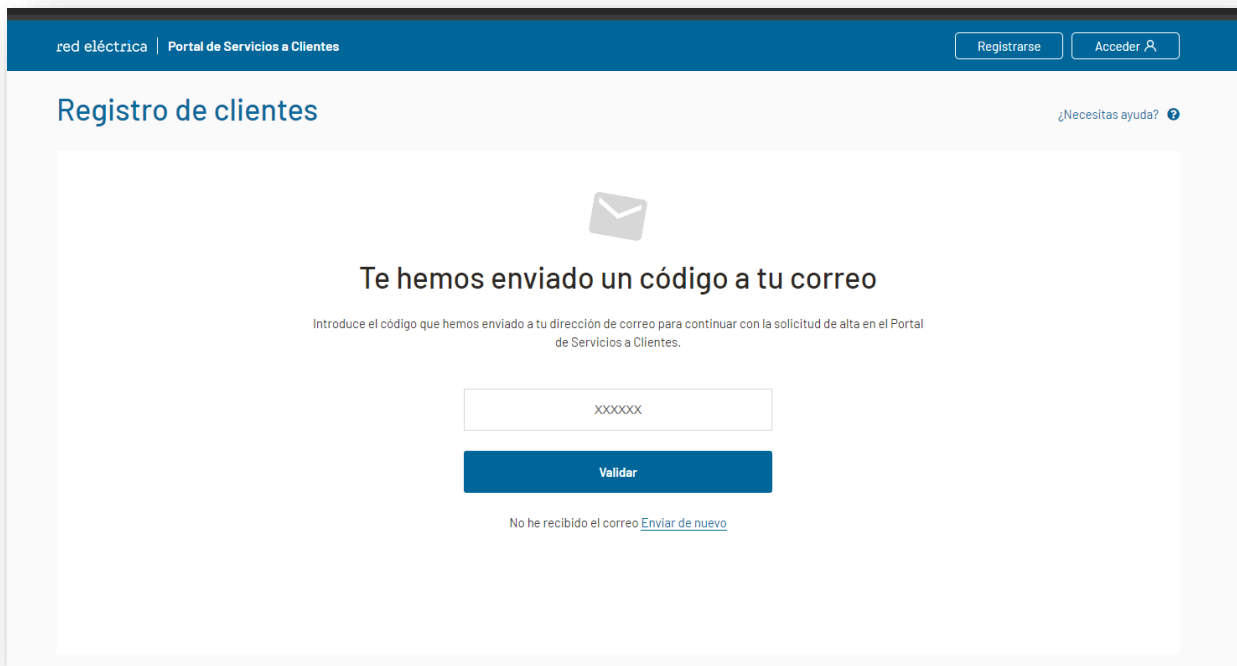 red eléctrica | Portal de Servicios a Clientes
Registrarse
Acceder
Registro de clientes
¿Necesitas ayuda?
Te hemos enviado un código a tu correo
Introduce el código que hemos enviado a tu dirección de correo para continuar con la solicitud de alta en el Portal
de Servicios a Clientes.
XXXXXX
Validar
No he recibido el correo Enviar de nuevo